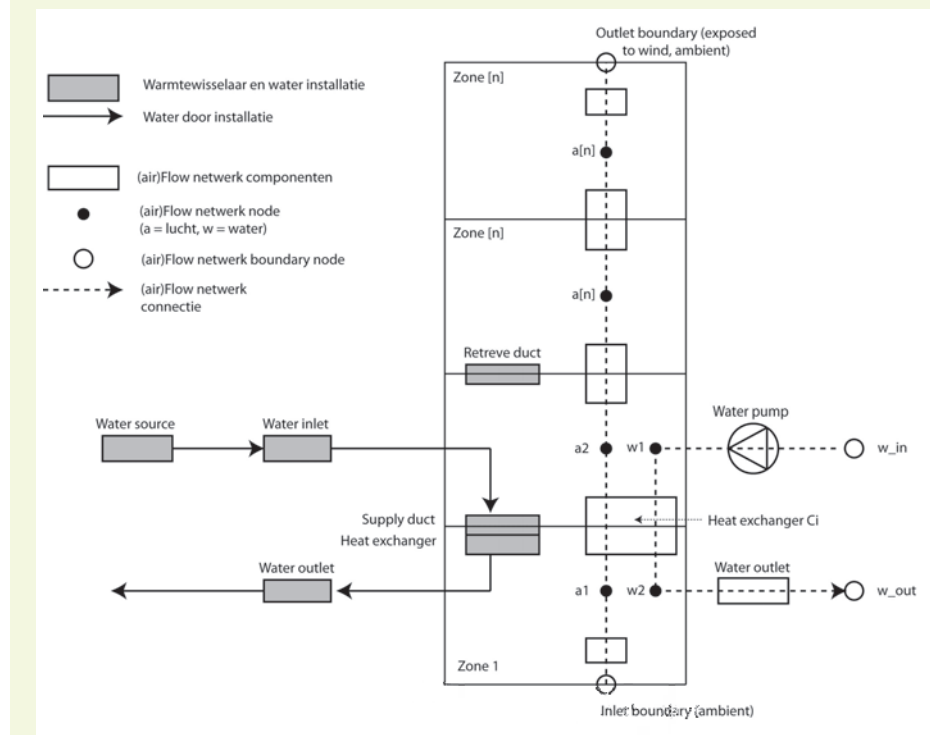 Outlet boundary (exposed
to wind, ambient)
Zone [n]
Warmtewisselaar en water installatie
Water door installatie
a[n]
(air)Flow netwerk componenten
(air)Flow netwerk node
(a = lucht, w = water)
Zone [n]
(air)Flow netwerk boundary node
(air)Flow netwerk
connectie
a[n]
Retreve duct
Water pump
Water source
Water inlet
a2
w1
w_in
Supply duct
Heat exchanger
Heat exchanger Ci
Water outlet
Water outlet
a1
w2
w_out
Zone 1
Inlet boundary (ambient)